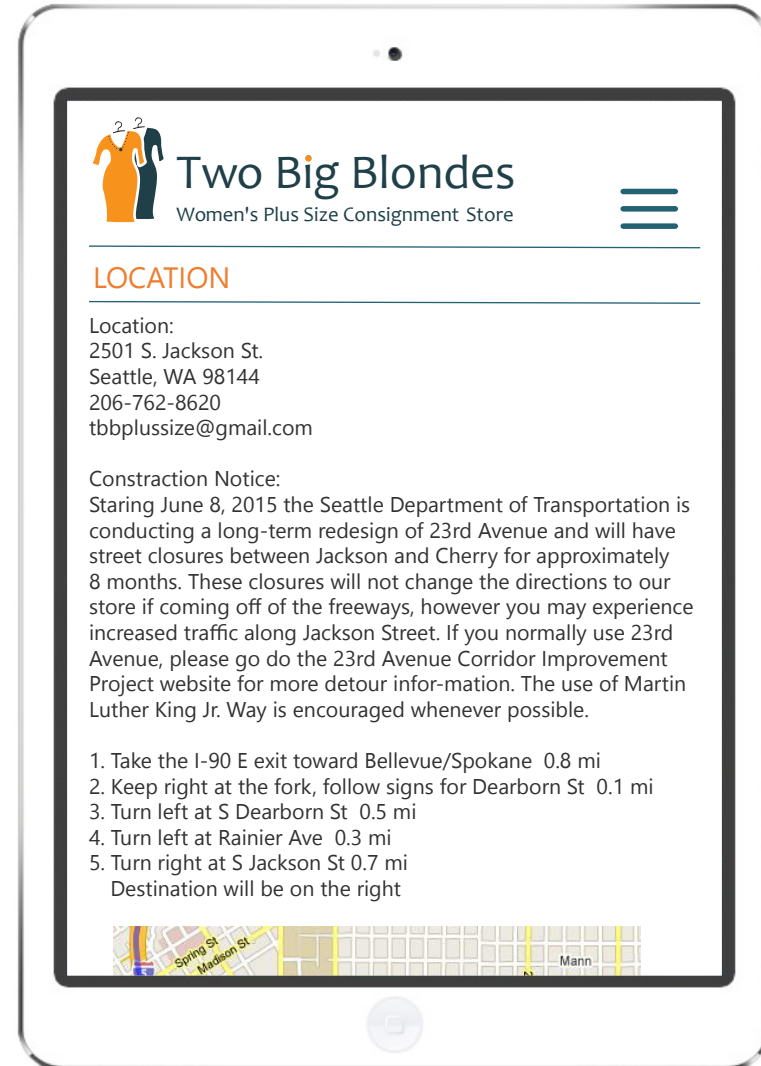 Two Big Blondes
Women's Plus Size Consignment Store
LOCATION
Location:
2501 S. Jackson St.
Seattle, WA 98144
206-762-8620
tbbplussize@gmail.com
Constraction Notice:
Staring June 8, 2015 the Seattle Department of Transportation is
conducting a long-term redesign of 23rd Avenue and will have
street closures between Jackson and Cherry for approximately
8 months. These closures will not change the directions to our
store if coming off of the freeways, however you may experience
increased traffic along Jackson Street. If you normally use 23rd
Avenue, please go do the 23rd Avenue Corridor Improvement
Project website for more detour infor-mation. The use of Martin
Luther King Jr. Way is encouraged whenever possible.
1. Take the I-90 E exit toward Bellevue/Spokane  0.8 mi
2. Keep right at the fork, follow signs for Dearborn St  0.1 mi
3. Turn left at S Dearborn St  0.5 mi
4. Turn left at Rainier Ave  0.3 mi
5. Turn right at S Jackson St 0.7 mi
Destination will be on the right
Spring St
Madison St
Mann
5